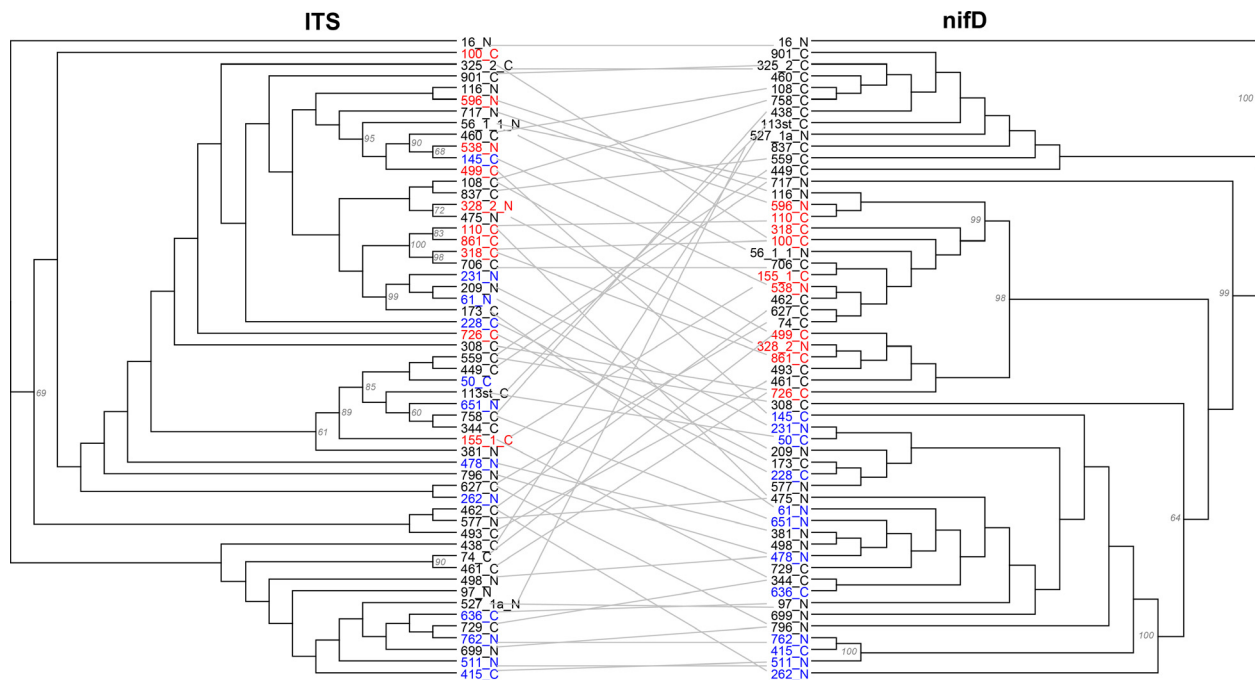 ITS
nifD
16_N
100_C
325_2_C
901_C
116_N
596_N
717_N
56_1_1_N
460_C
538_N
145_C
499_C
108_C
837_C
328_2_N
475_N
110_C
861_C
318_C
706_C
231_N
209_N
61_N
173_C
228_C
726_C
308_C
559_C
449_C
50_C
113st_C
651_N
758_C
344_C
155_1_C
381_N
478_N
796_N
627_C
262_N
462_C
577_N
493_C
438_C
74_C
461_C
498_N
97_N
527_1a_N
636_C
729_C
762_N
699_N
511_N
415_C
95
90
68
72
83
100
98
99
69
85
89
60
61
90
16_N
901_C
325_2_C
460_C
108_C
758_C
438_C
113st_C
527_1a_N
837_C
559_C
449_C
717_N
116_N
596_N
110_C
318_C
100_C
56_1_1_N
706_C
155_1_C
538_N
462_C
627_C
74_C
499_C
328_2_N
861_C
493_C
461_C
726_C
308_C
145_C
231_N
50_C
209_N
173_C
228_C
577_N
475_N
61_N
651_N
381_N
498_N
478_N
729_C
344_C
636_C
97_N
699_N
796_N
762_N
415_C
511_N
262_N
100
99
98
99
64
100
100